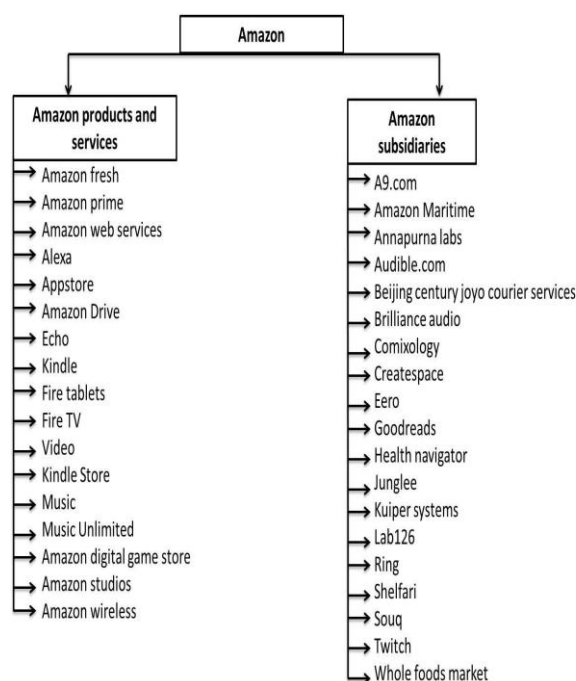 Amazon
Amazon products and
services
Amazon fresh
Amazon prime
Amazon web services
Alexa
Appstore
Amazon Drive
Echo
Kindle
Fire tablets
Fire TV
Video
Kindle Store
Music
Music Unlimited
Amazon digital game store
Amazon studios
Amazon wireless
Amazon
subsidiaries
A9.com
Amazon Maritime
Annapurna labs
Audible.com
Beijing century joyo courier services
Brilliance audio
Comixology
Createspace
Eero
Goodreads
Health navigator
Junglee
Kuiper systems
Lab126
Ring
Shelfari
Souq
Twitch
Whole foods market